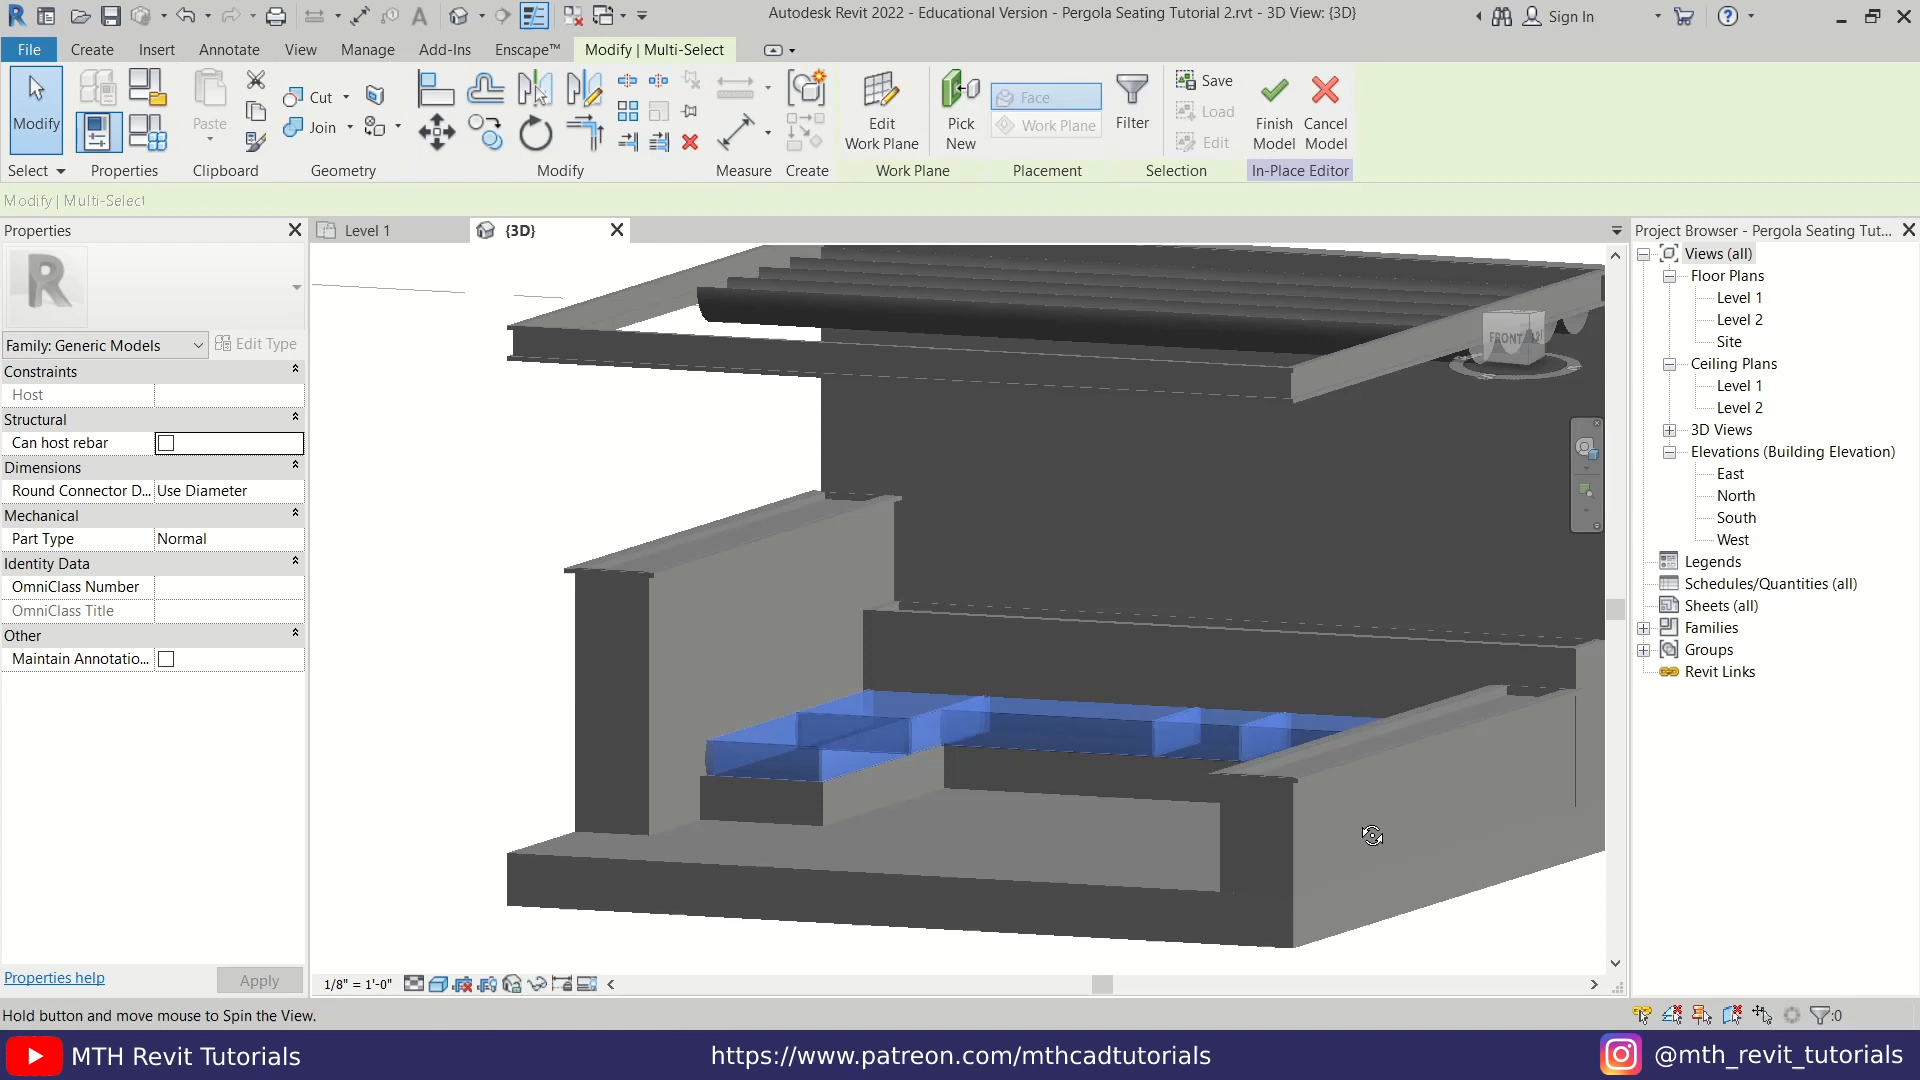 Autodesk Revit 2022 - Educational Version - Pergola Seating Tutorial 2.rvt - 3D View: {3D}
Sign In
File Create Insert Annotate View Manage Add-Ins Enscape™ Modify | Multi-Select
Modify
Paste
Cut
Join
Edit
Work Plane
Pick
New
Face
Work Plane
Filter
Save
Load
Edit
Finish
Model
Cancel
Model
Select Properties Clipboard Geometry Modify Measure Create Work Plane Placement Selection In-Place Editor
Modify | Multi-Select
Properties
Level 1
{3D}
Project Browser - Pergola Seating Tut...
R
Family: Generic Models
Edit Type
Constraints
Host
Structural
Can host rebar
Dimensions
Round Connector D... Use Diameter
Mechanical
Part Type Normal
Identity Data
OmniClass Number
OmniClass Title
Other
Maintain Annotatio...
Properties help
Apply
FRONT
Views (all)
Floor Plans
Level 1
Level 2
Site
Ceiling Plans
Level 1
Level 2
3D Views
Elevations (Building Elevation)
East
North
South
West
Legends
Schedules/Quantities (all)
Sheets (all)
Families
Groups
Revit Links
1/8" = 1'-0"
Hold button and move mouse to Spin the View.
:0
MTH Revit Tutorials
https://www.patreon.com/mthcadtutorials
@mth_revit_tutorials